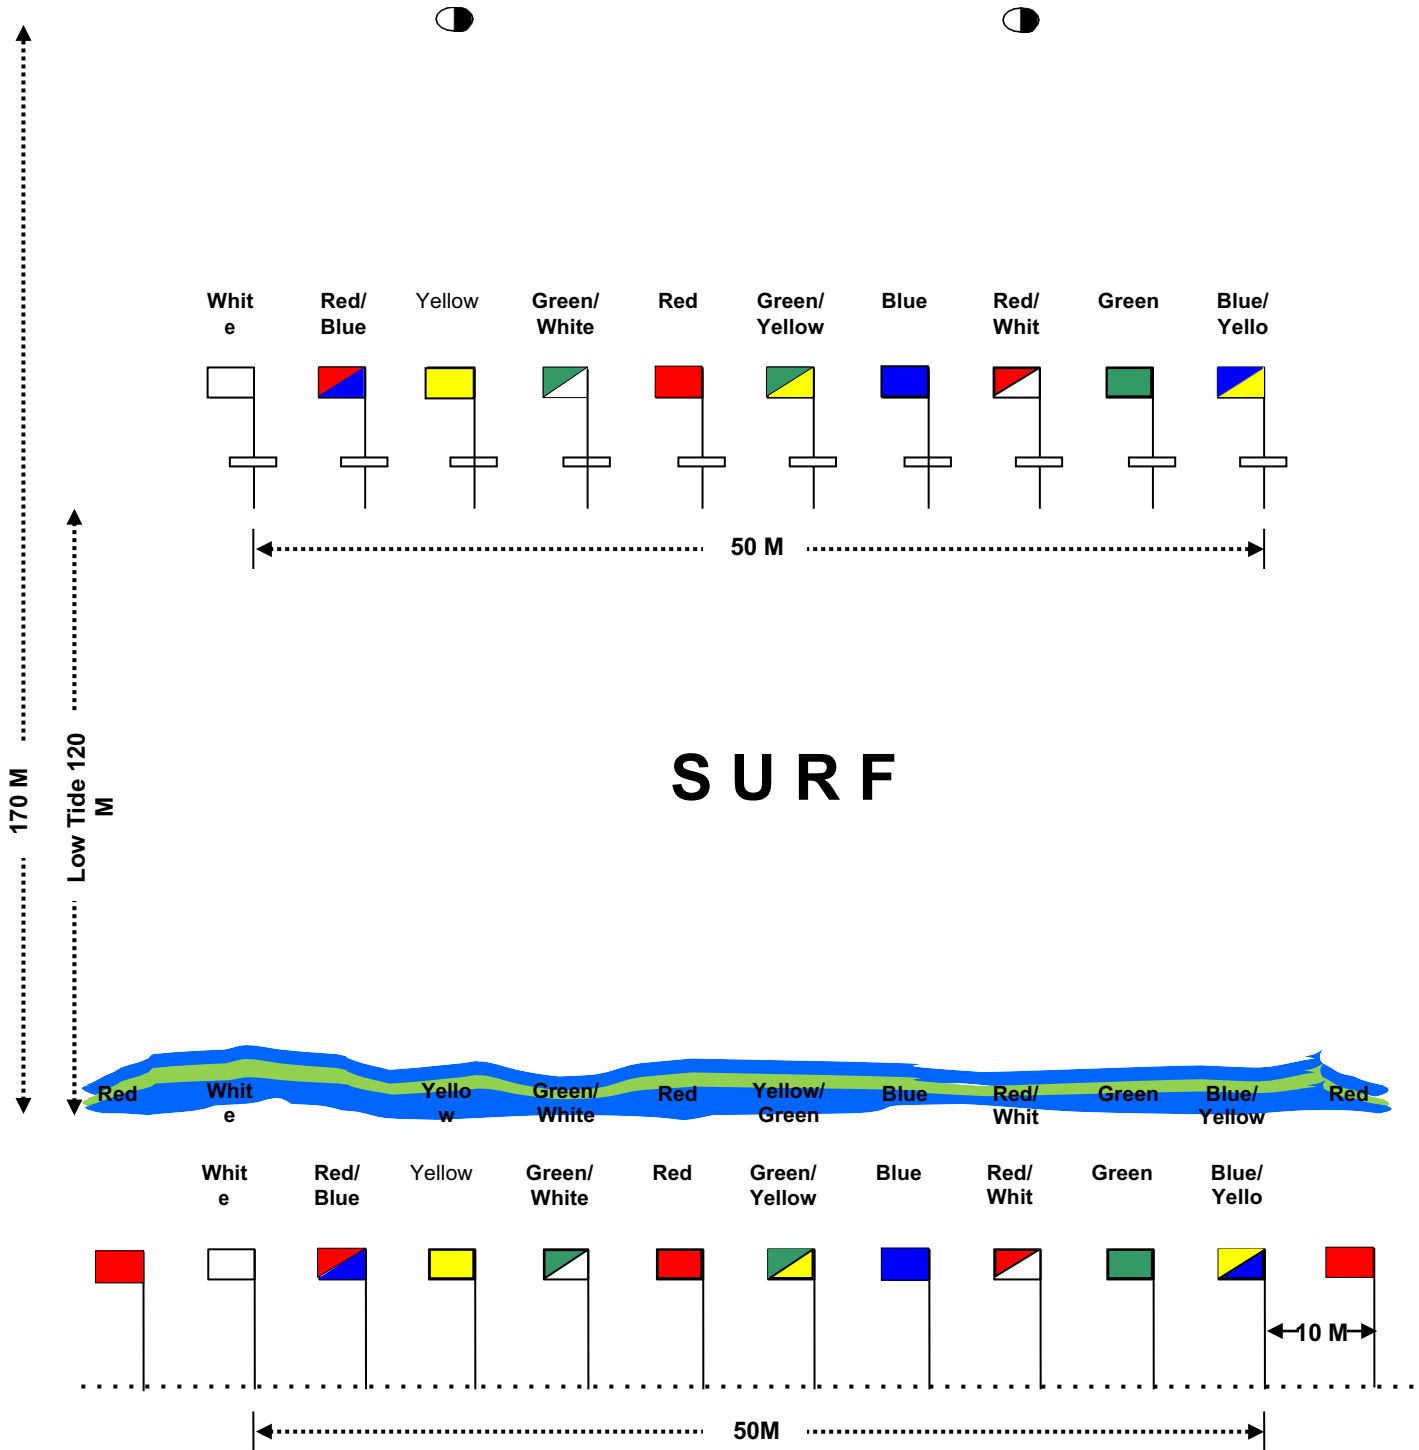 Whit
e
Red/
Blue
Yellow
Green/
White
Red
Green/
Yellow
Blue
Red/
Whit
Green
Blue/
Yello
50 M
170 M
Low Tide 120
M
S U R F
Red
Whit
e
Yello
w
Green/
White
Red
Yellow/
Green
Blue
Red/
Whit
Green
Blue/
Yellow
Red
Whit
e
Red/
Blue
Yellow
Green/
White
Red
Green/
Yellow
Blue
Red/
Whit
Green
Blue/
Yello
10 M
50M